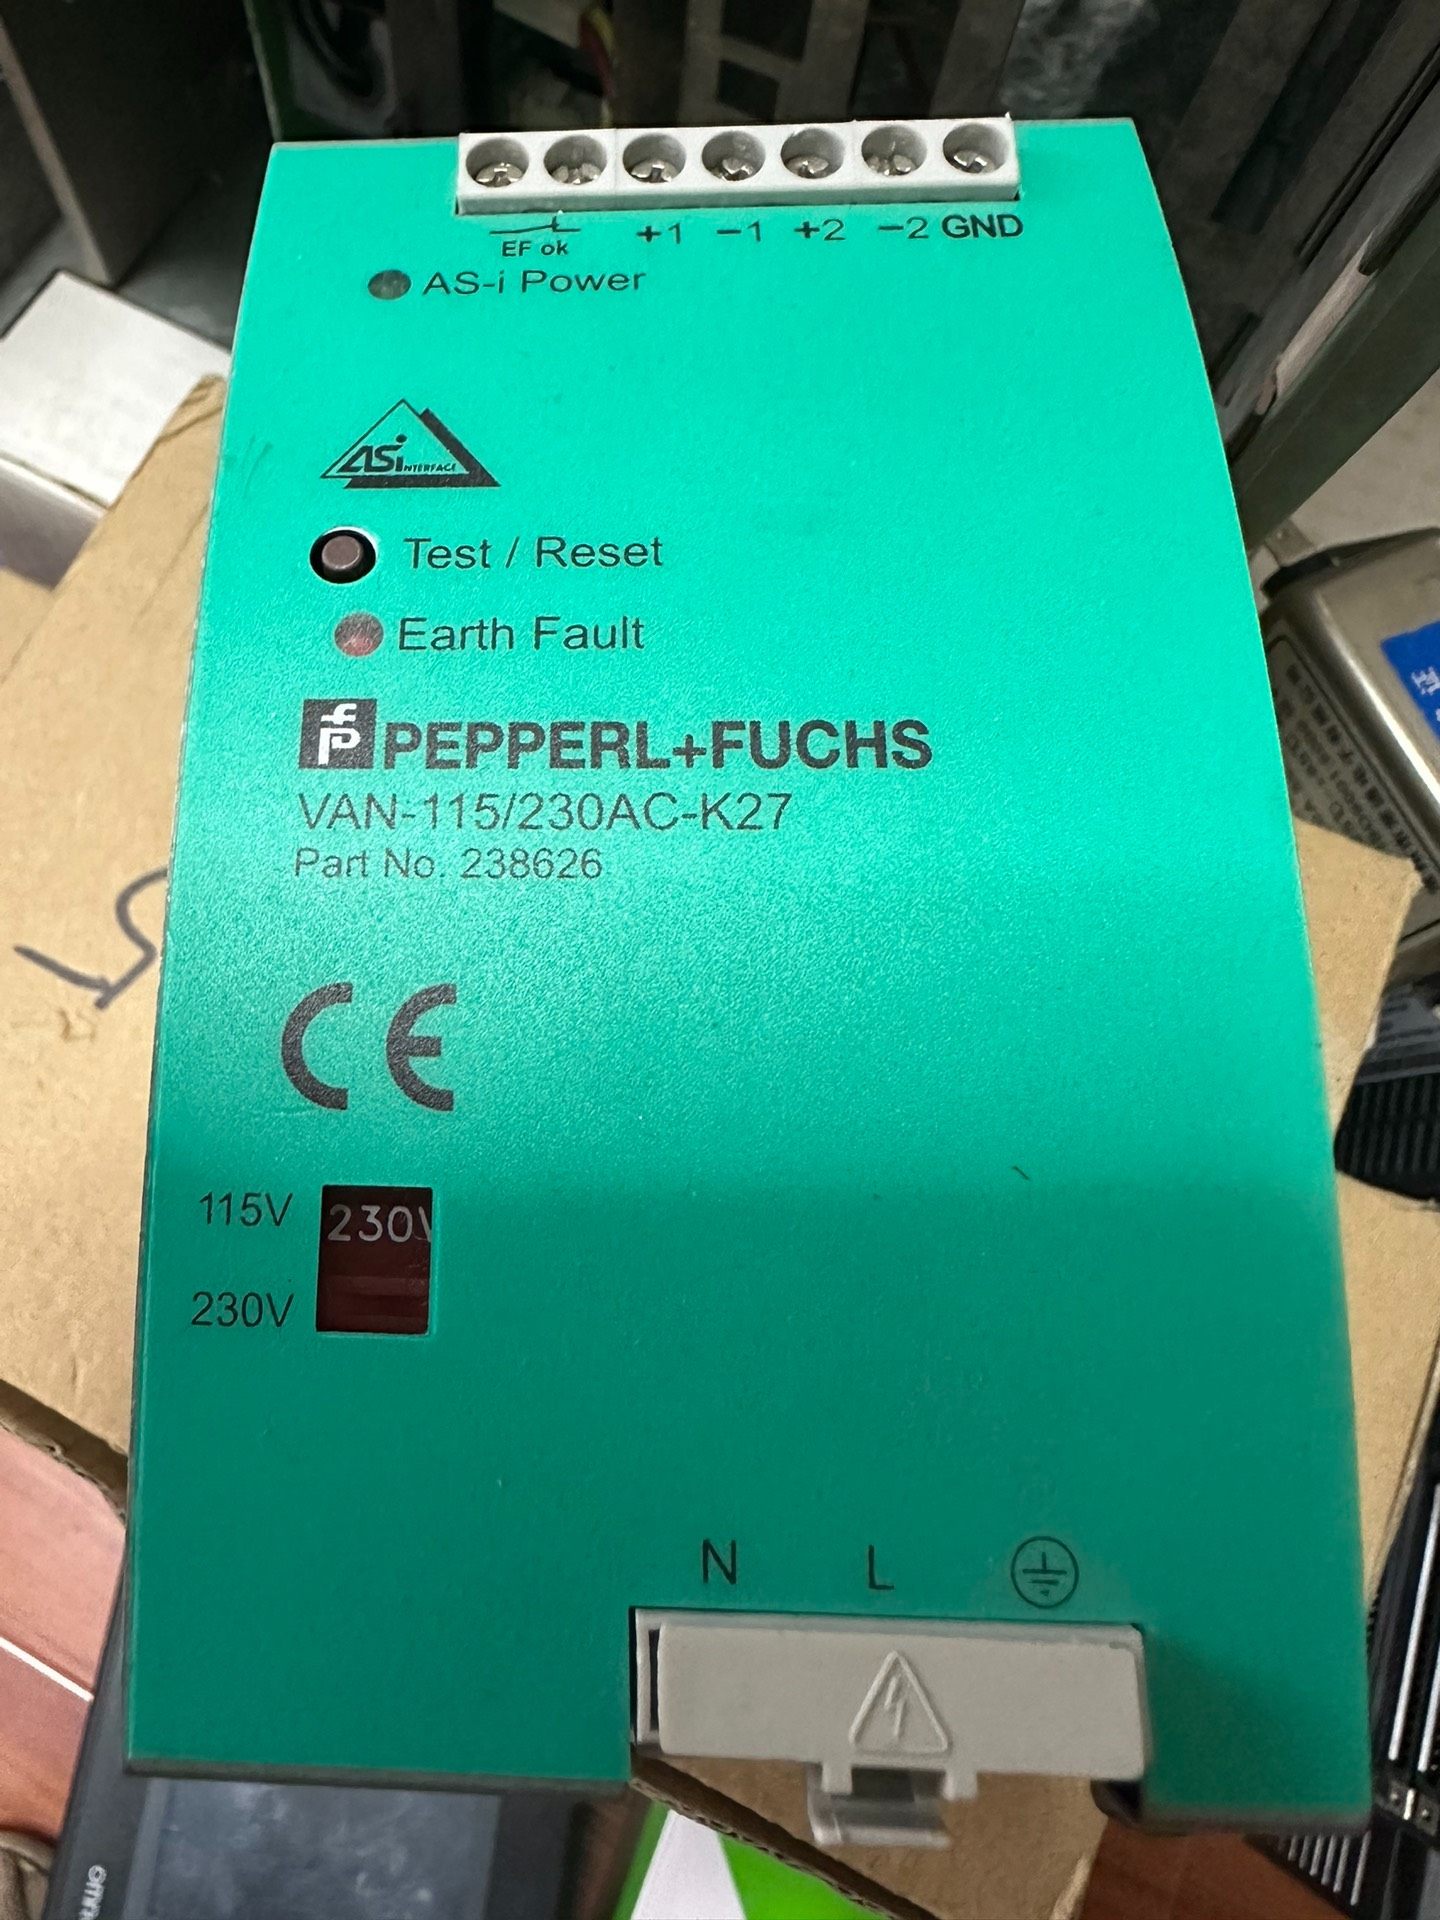 +1 −1 +2 −2 GND
EF ok
AS-i Power
ASi INTERFACE
Test / Reset
Earth Fault
PEPPERL+FUCHS
VAN-115/230AC-K27
Part No. 238626
CE
115V
230V
230V
N L